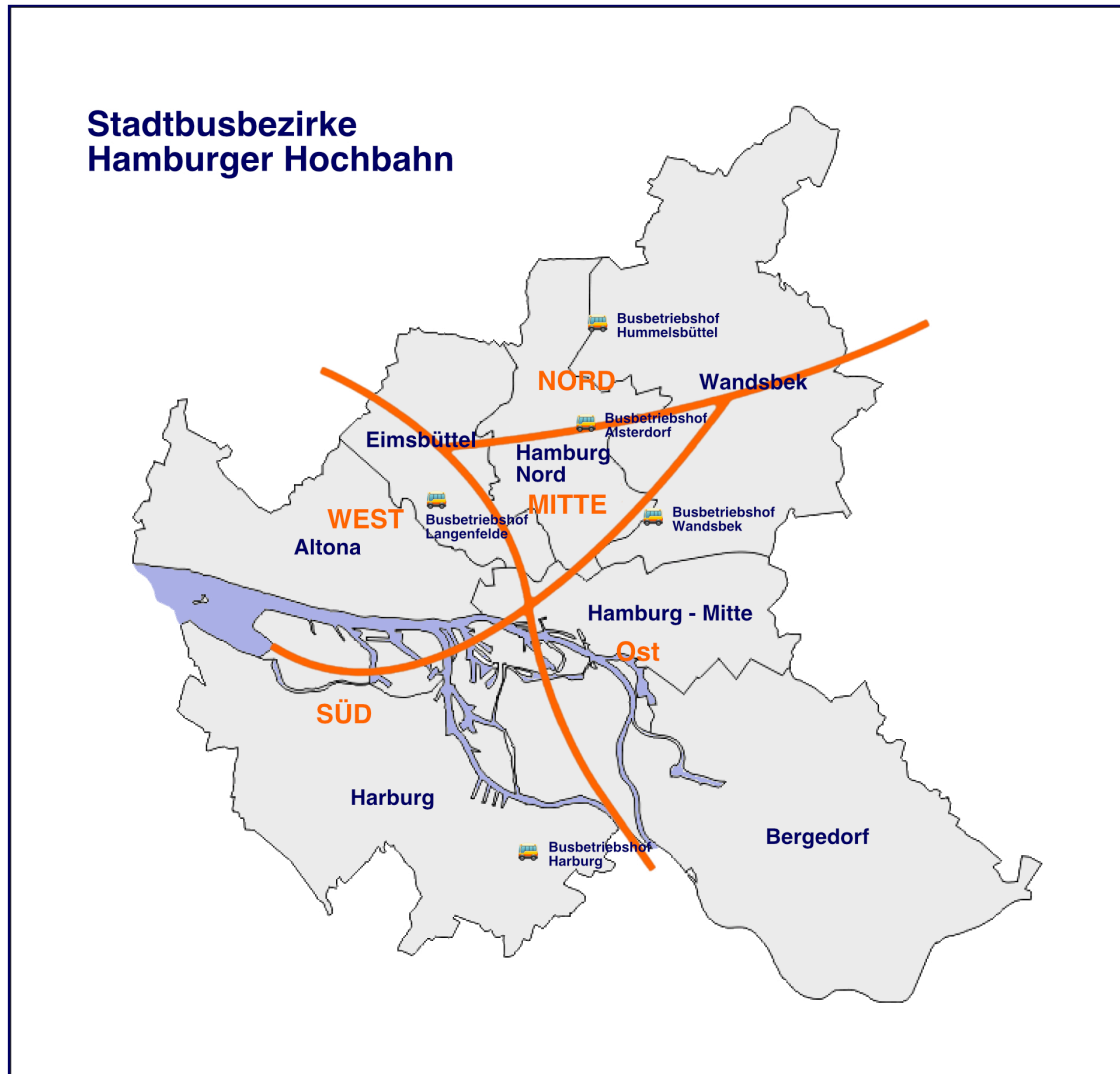 Stadtbusbezirke
Hamburger Hochbahn
Busbetriebshof
Hummelsbüttel
NORD
Wandsbek
Busbetriebshof
Alsterdorf
Eimsbüttel
Hamburg
Nord
MITTE
WEST
Busbetriebshof
Langenfelde
7
Busbetriebshof
Wandsbek
Altona
Hamburg - Mitte
Ost
SÜD
Harburg
Bergedorf
Busbetriebshof
Harburg